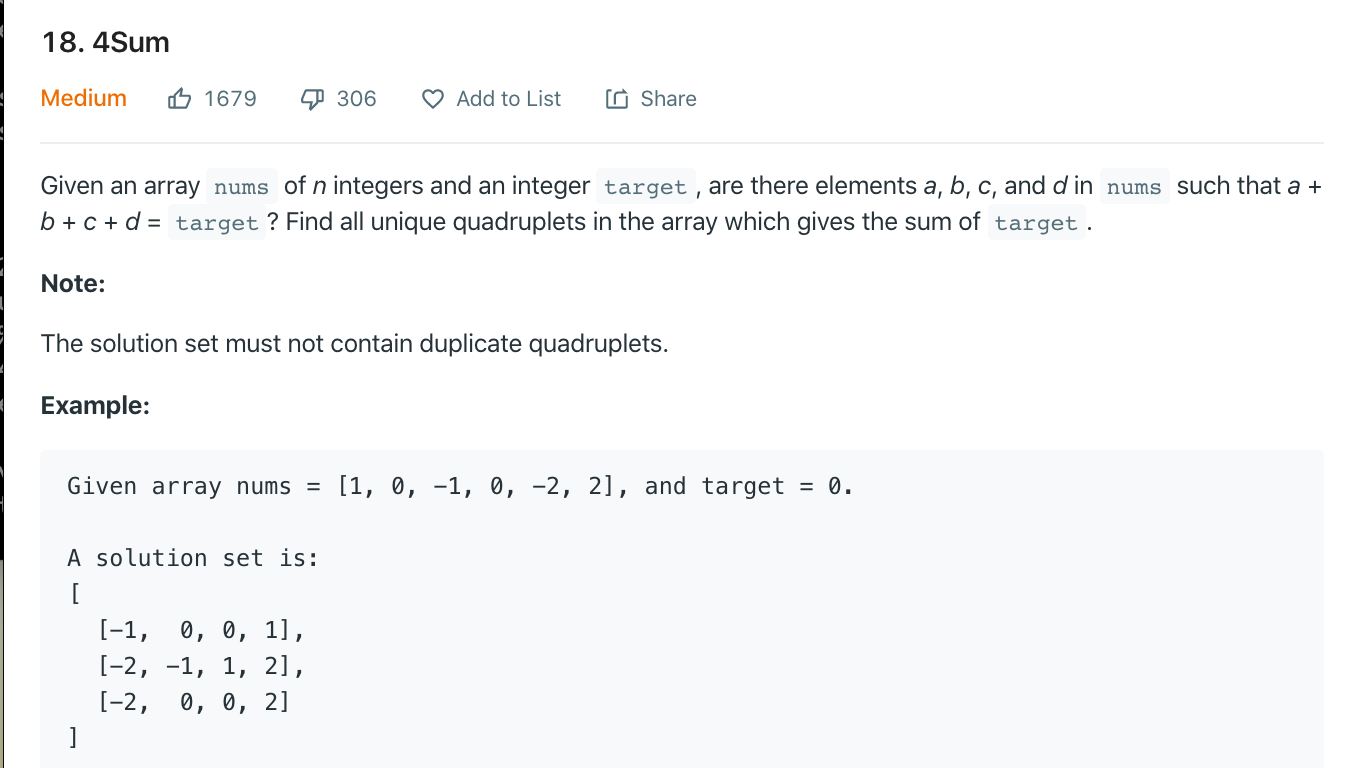 18. 4Sum
Medium 1679 306 Add to List Share
Given an array nums of n integers and an integer target , are there elements a, b, c, and d in nums such that a +
b + c + d = target ? Find all unique quadruplets in the array which gives the sum of target .
Note:
The solution set must not contain duplicate quadruplets.
Example:
Given array nums = [1, 0, -1, 0, -2, 2], and target = 0.
A solution set is:
[
[-1, 0, 0, 1],
[-2, -1, 1, 2],
[-2, 0, 0, 2]
]